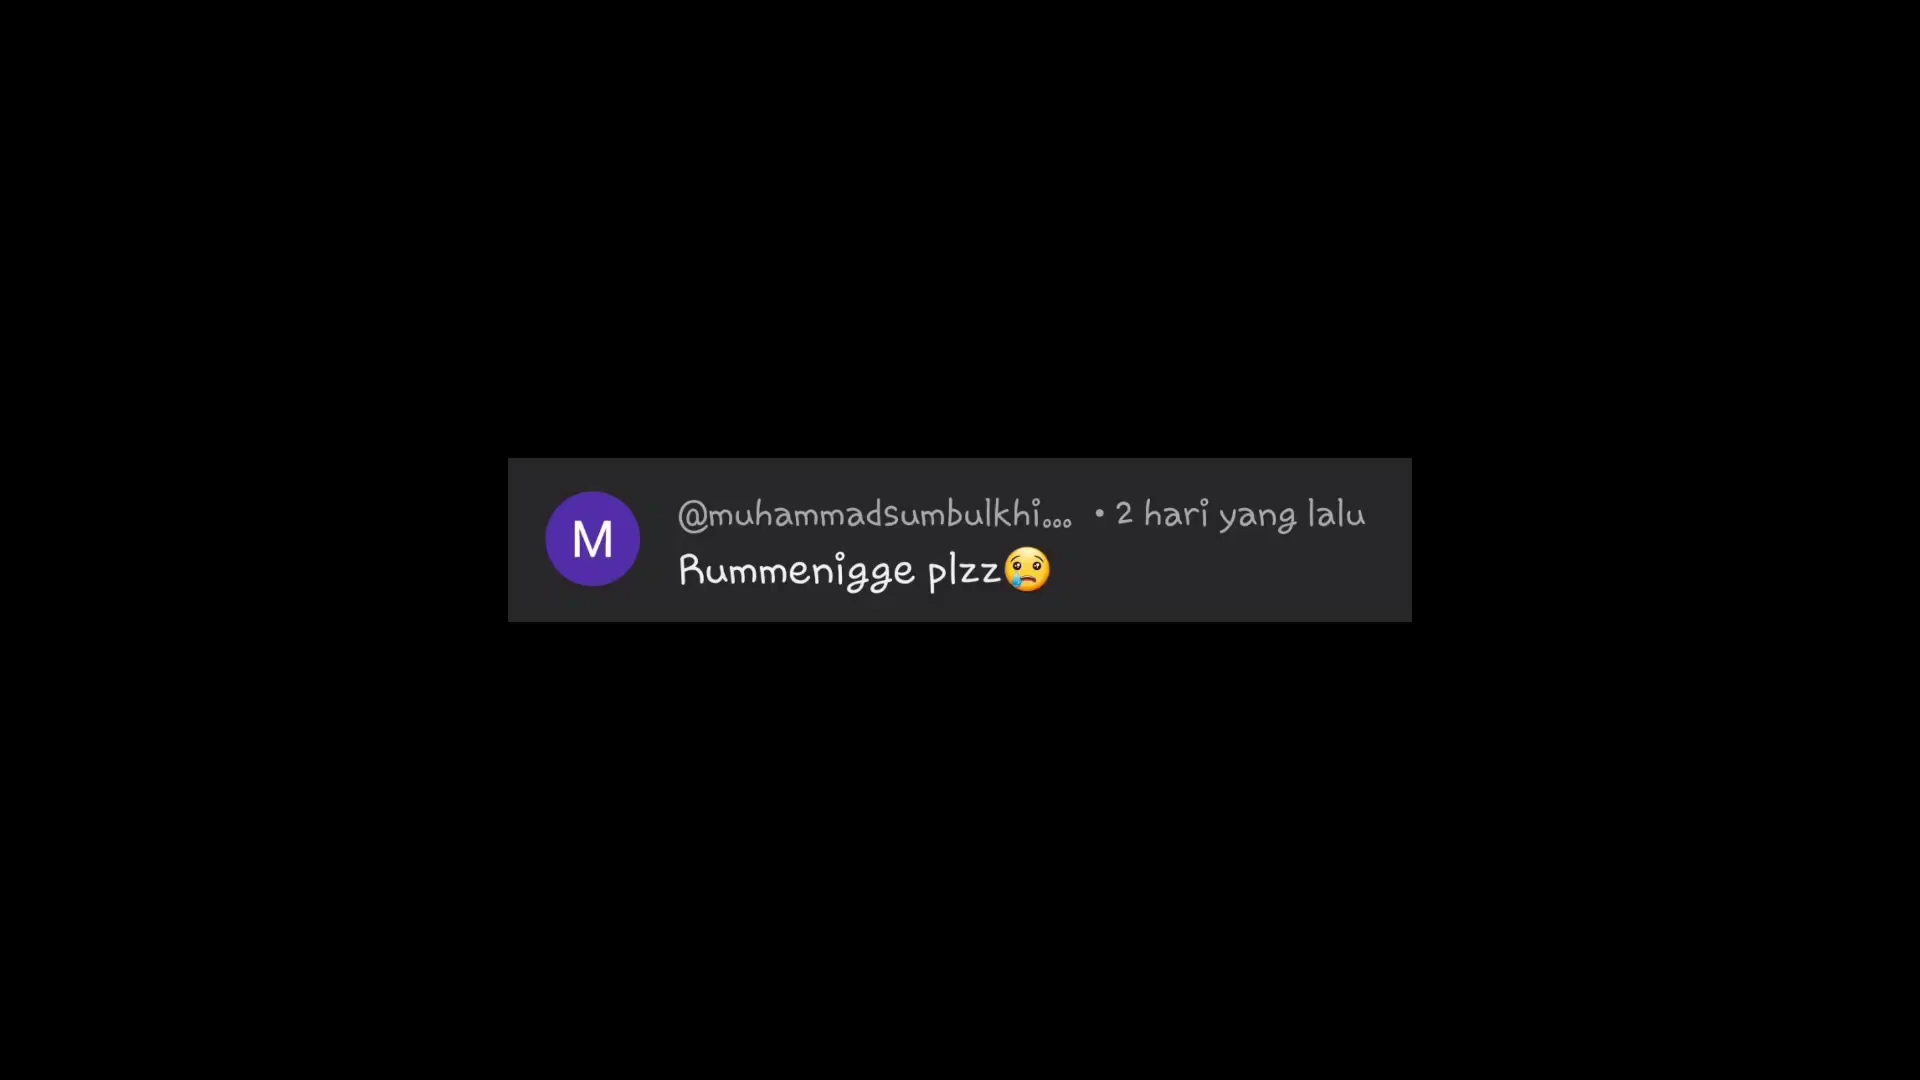 M
@muhammadsumbulkhi... • 2 hari yang lalu
Rummenigge plzz😢